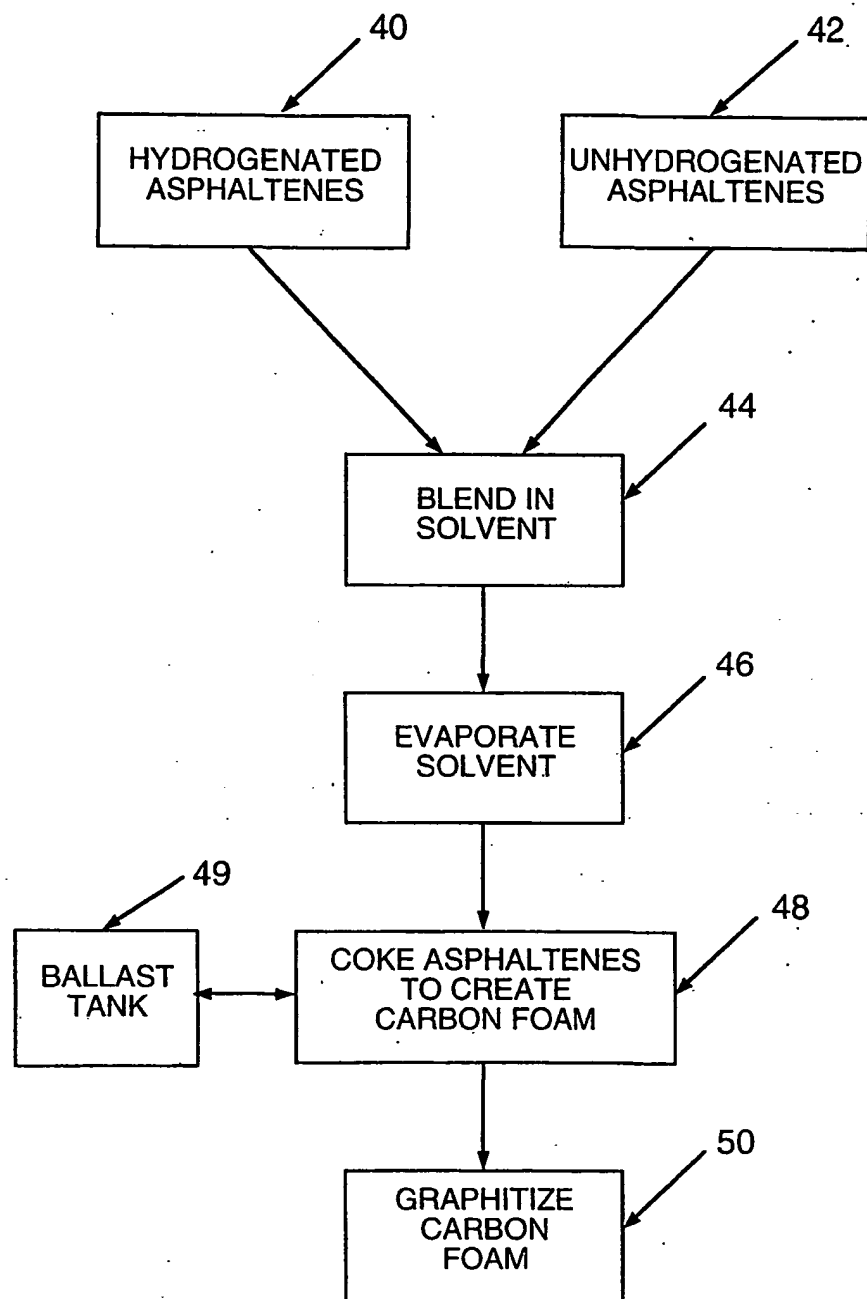 40
42
HYDROGENATED
ASPHALTENES
UNHYDROGENATED
ASPHALTENES
44
BLEND IN
SOLVENT
46
EVAPORATE
SOLVENT
49
48
BALLAST
TANK
COKE ASPHALTENES
TO CREATE
CARBON FOAM
50
GRAPHITIZE
CARBON
FOAM